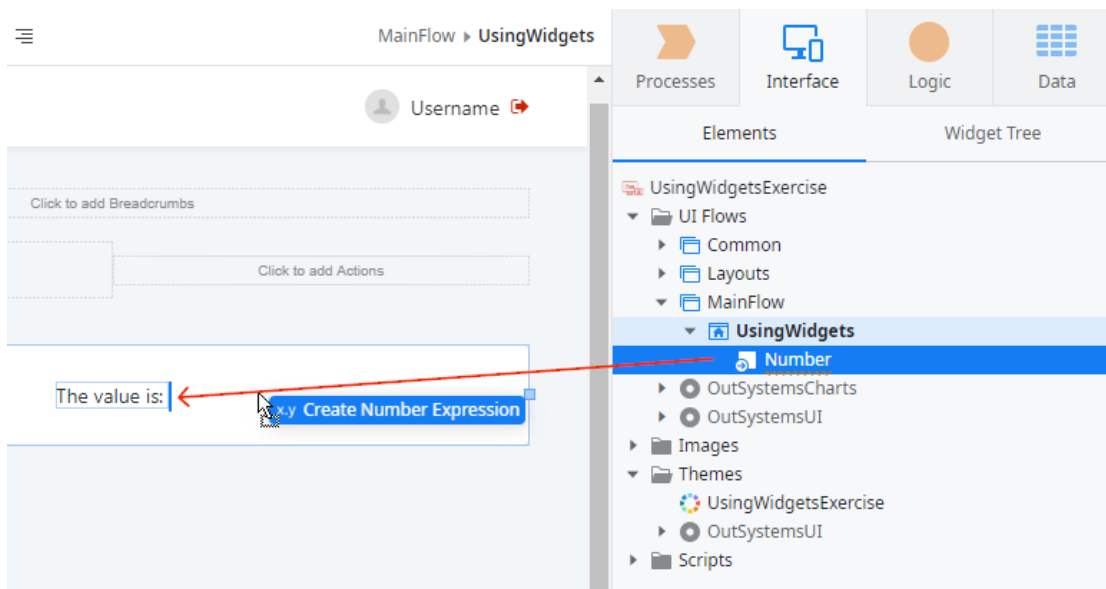 MainFlow UsingWidgets
Username
Click to add Breadcrumbs
Click to add Actions
The value is:
x.y Create Number Expression
Processes
Interface
Logic
Data
Elements
Widget Tree
UsingWidgetsExercise
UI Flows
Common
Layouts
MainFlow
UsingWidgets
Number
OutSystemsCharts
OutSystemsUI
Images
Themes
UsingWidgetsExercise
OutSystemsUI
Scripts